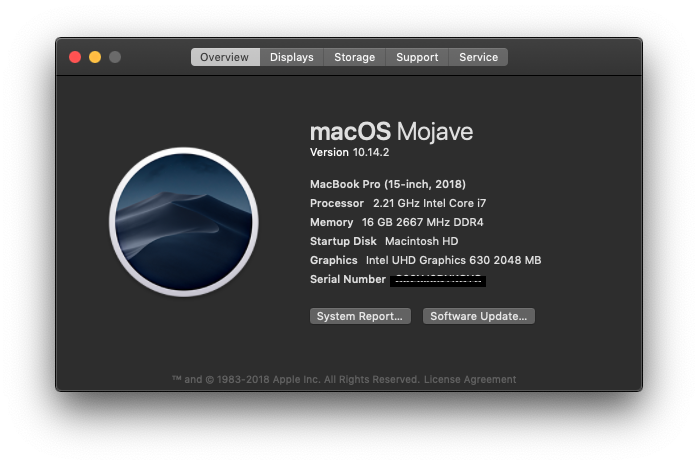 Overview Displays Storage Support Service
macOS Mojave
Version 10.14.2
MacBook Pro (15-inch, 2018)
Processor 2.21 GHz Intel Core i7
Memory 16 GB 2667 MHz DDR4
Startup Disk Macintosh HD
Graphics Intel UHD Graphics 630 2048 MB
Serial Number
System Report... Software Update...
™ and © 1983-2018 Apple Inc. All Rights Reserved. License Agreement